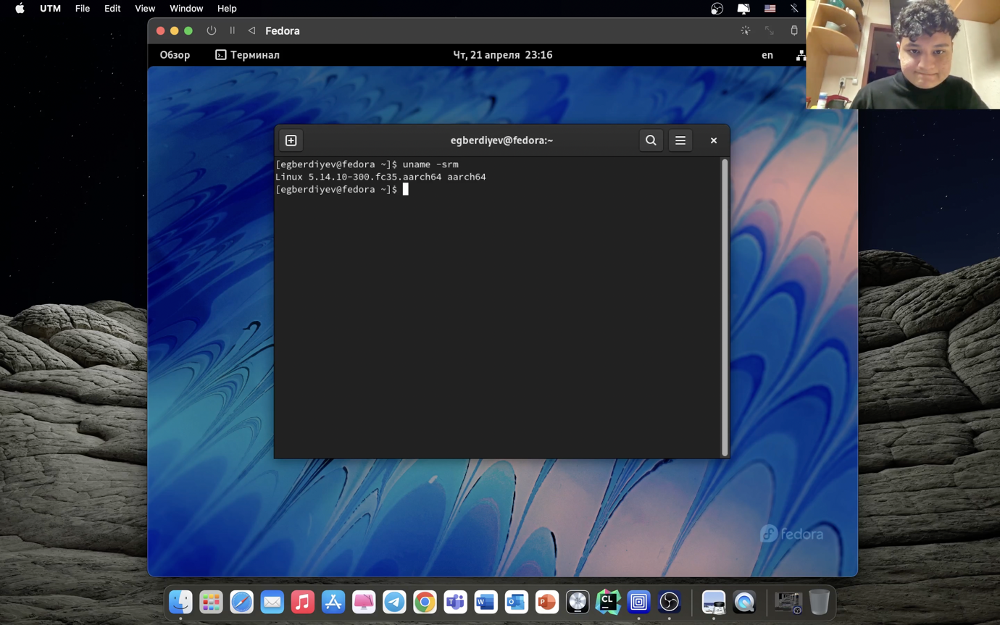 UTM File Edit View Window Help
Fedora
Обзор Терминал Чт, 21 апреля 23:16 en
egberdiyev@fedora:~
[egberdiyev@fedora ~]$ uname -srm
Linux 5.14.10-300.fc35.aarch64 aarch64
[egberdiyev@fedora ~]$
fedora
CL
T
W
O
P